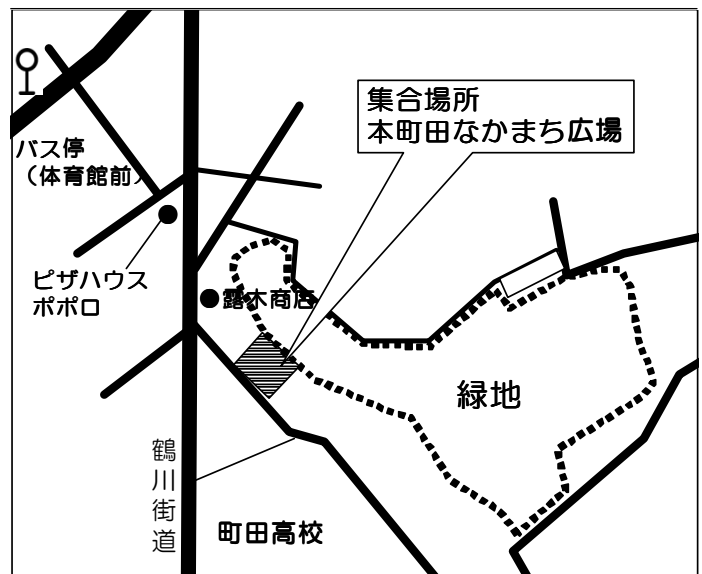 集合場所
本町田なかまち広場
バス停
（体育館前）
ピザハウス
ポポロ
露木商店
緑地
鶴川街道
町田高校